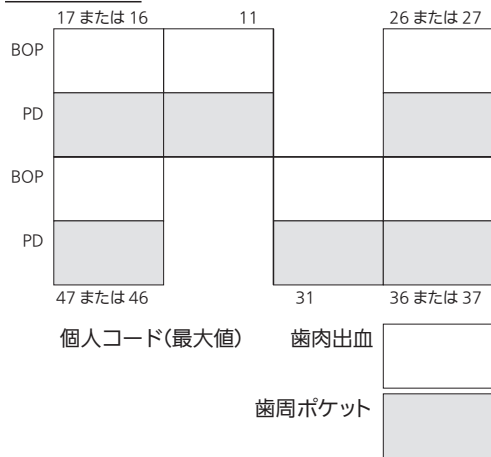 17 または 16 11 26 または 27
BOP
PD
BOP
PD
47 または 46 31 36 または 37
個人コード(最大値) 歯肉出血
歯周ポケット